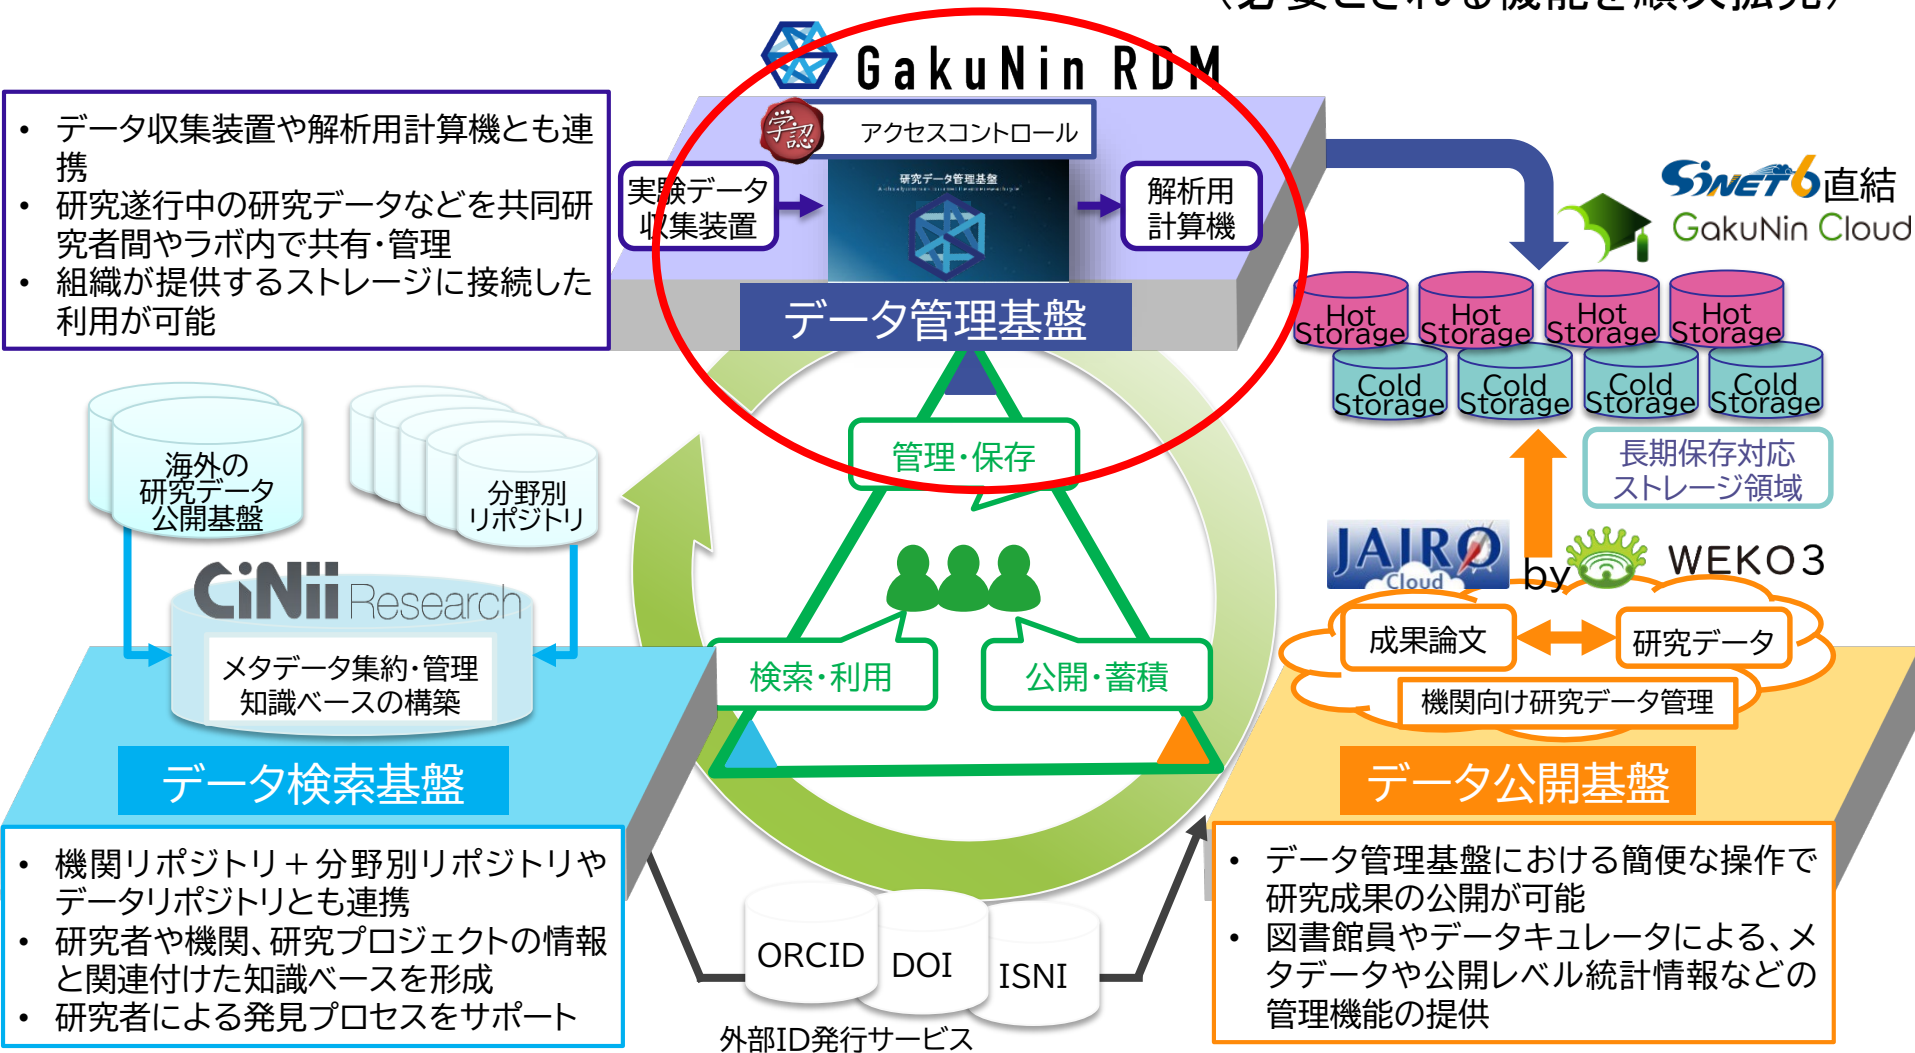 (必要とされる機能を順次拡充)
GakuNin RDM
• データ収集装置や解析用計算機とも連
携
• 研究遂行中の研究データなどを共同研
究者間やラボ内で共有・管理
• 組織が提供するストレージに接続した
利用が可能
学認
アクセスコントロール
実験データ
収集装置
研究データ管理基盤
解析用
計算機
データ管理基盤
SINET6直結
GakuNin Cloud
Hot
Storage
Hot
Storage
Hot
Storage
Hot
Storage
Cold
Storage
Cold
Storage
Cold
Storage
Cold
Storage
長期保存対応
ストレージ領域
海外の
研究データ
公開基盤
分野別
リポジトリ
管理・保存
検索・利用
公開・蓄積
CiNii Research
メタデータ集約・管理
知識ベースの構築
データ検索基盤
• 機関リポジトリ＋分野別リポジトリや
データリポジトリとも連携
• 研究者や機関、研究プロジェクトの情報
と関連付けた知識ベースを形成
• 研究者による発見プロセスをサポート
JAIRO
Cloud
by
WEKO3
成果論文
研究データ
機関向け研究データ管理
データ公開基盤
• データ管理基盤における簡便な操作で
研究成果の公開が可能
• 図書館員やデータキュレータによる、メ
タデータや公開レベル統計情報などの
管理機能の提供
ORCID
DOI
ISNI
外部ID発行サービス